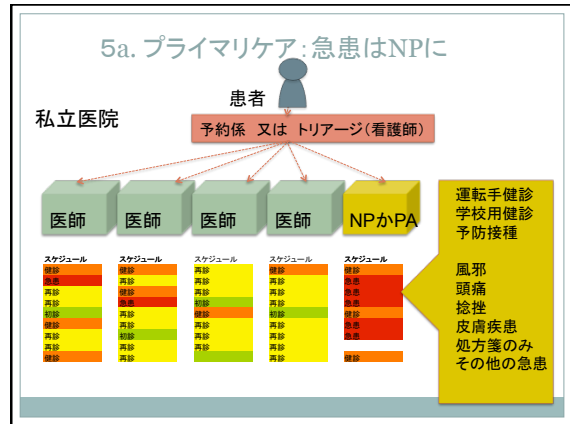 5a. プライマリケア：急患はNPに
患者
私立医院
予約係 又は トリアージ（看護師）
医師
医師
医師
医師
NPかPA
スケジュール
健診
急患
再診
再診
初診
健診
再診
再診
健診
スケジュール
健診
再診
健診
急患
再診
再診
初診
再診
再診
スケジュール
再診
再診
再診
初診
健診
再診
再診
再診
スケジュール
健診
再診
再診
再診
初診
再診
再診
再診
スケジュール
健診
急患
急患
急患
健診
急患
急患
健診
運転手健診
学校用健診
予防接種
風邪
頭痛
捻挫
皮膚疾患
処方箋のみ
その他の急患